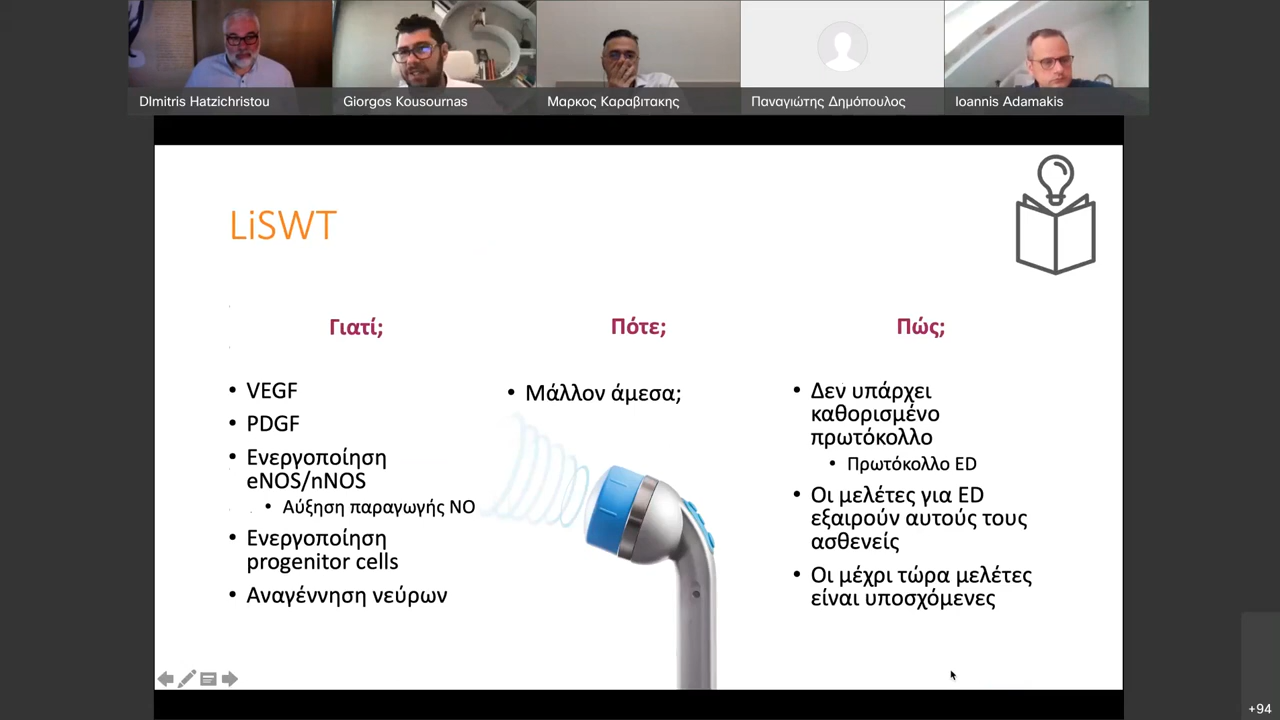 DImitris Hatzichristou
Giorgos Kousournas
Μαρκος Καραβιτακης
Παναγιώτης Δημόπουλος
Ioannis Adamakis
LiSWT
Γιατί;
VEGF
PDGF
Ενεργοποίηση
eNOS/nNOS
Αύξηση παραγωγής NO
Ενεργοποίηση
progenitor cells
Αναγέννηση νεύρων
Πότε;
Μάλλον άμεσα;
Πώς;
Δεν υπάρχει
καθορισμένο
πρωτόκολλο
Πρωτόκολλο ED
Οι μελέτες για ED
εξαιρούν αυτούς τους
ασθενείς
Οι μέχρι τώρα μελέτες
είναι υποσχόμενες
+94